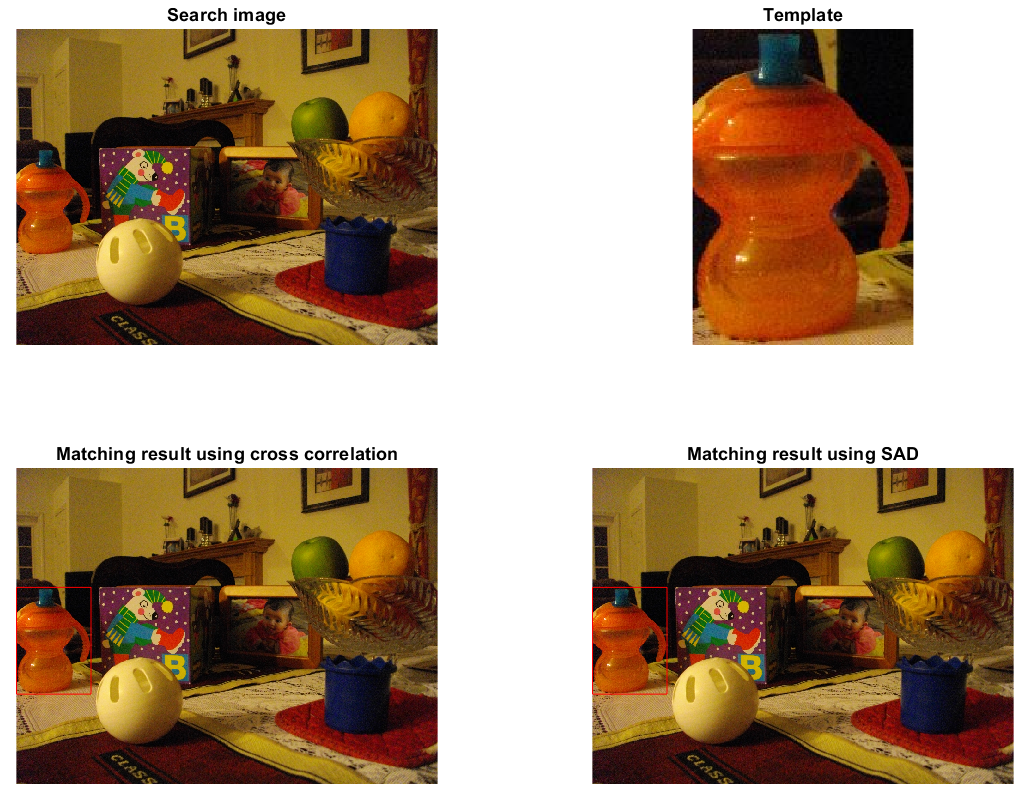 Search image
Template
B
CLASS
Matching result using cross correlation
Matching result using SAD
B
CLASS
B
CLASS